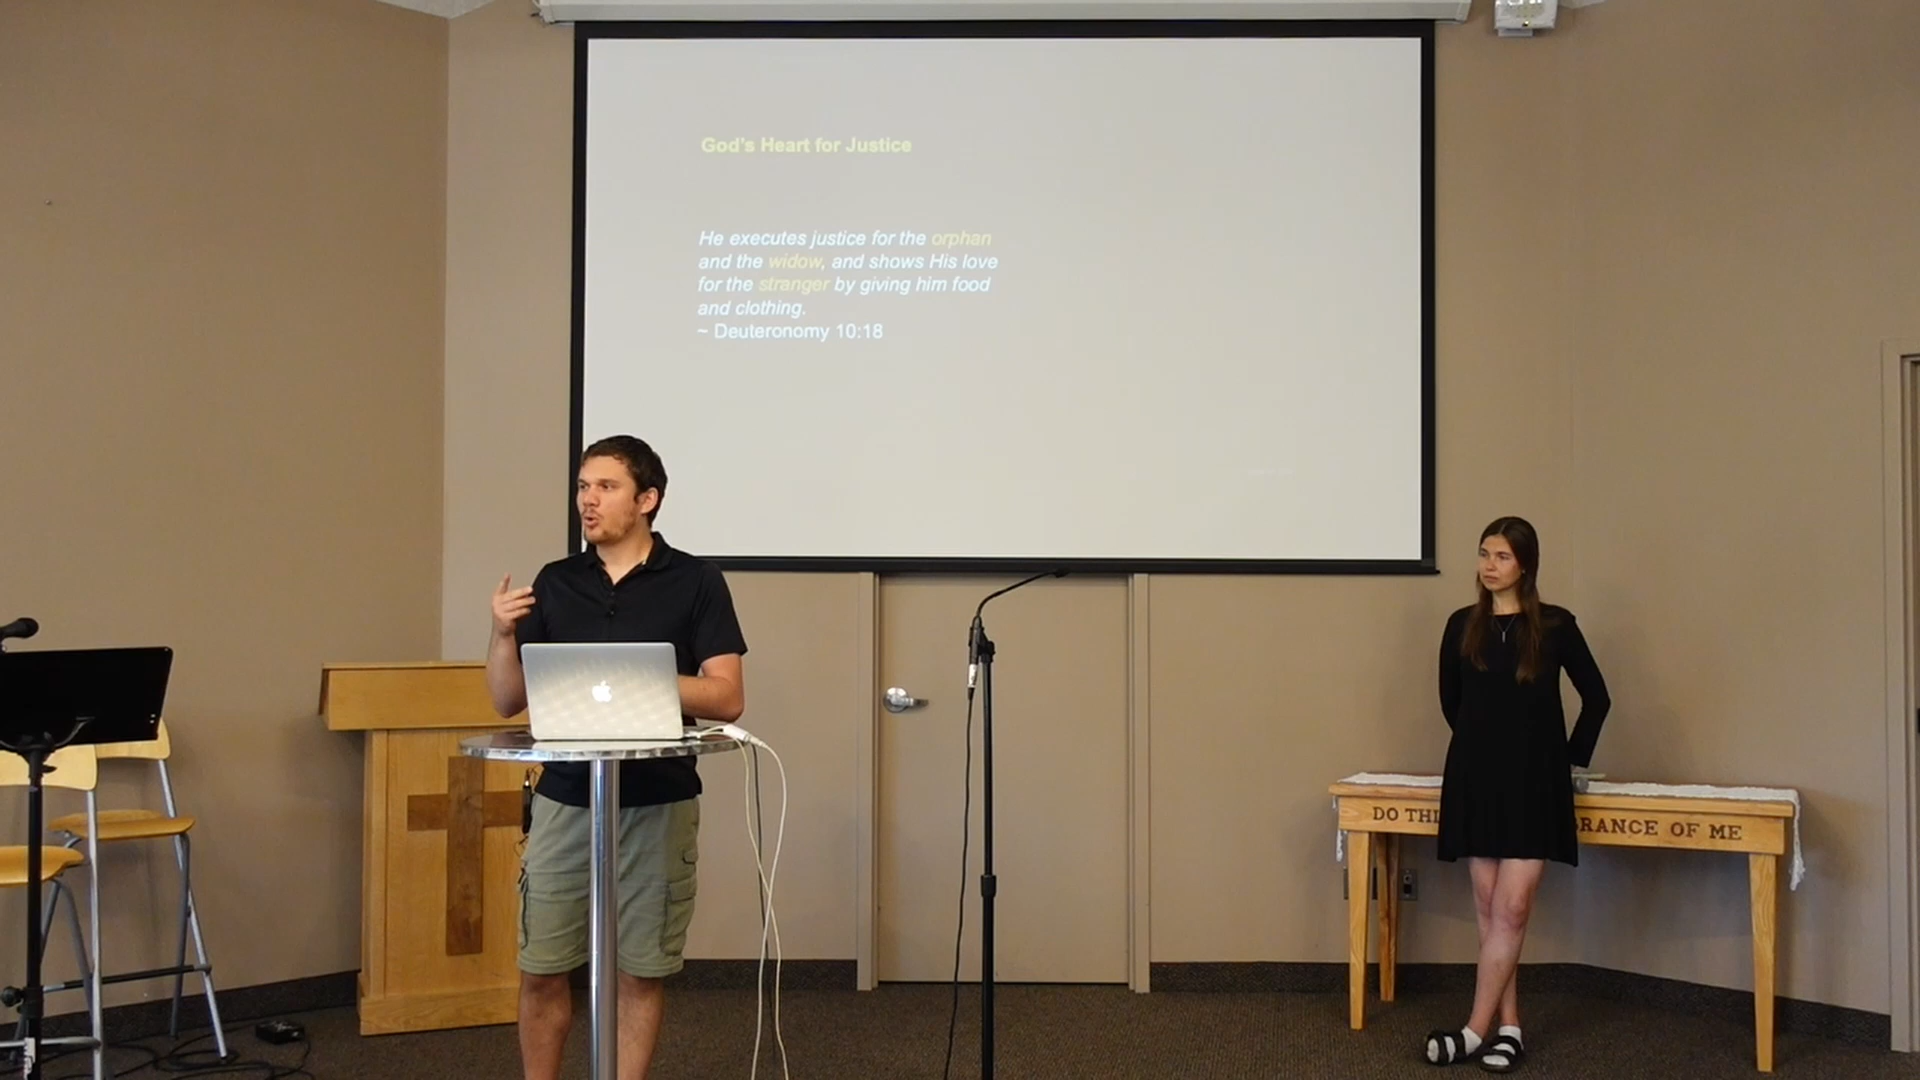 God's Heart for Justice
He executes justice for the orphan
and the widow, and shows His love
for the stranger by giving him food
and clothing.
~ Deuteronomy 10:18
DO THI
BRANCE OF ME